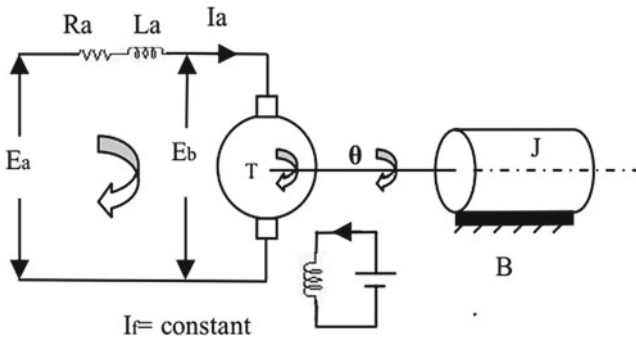 Ra La Ia
Ea
Eb
T
θ
J
B
If= constant